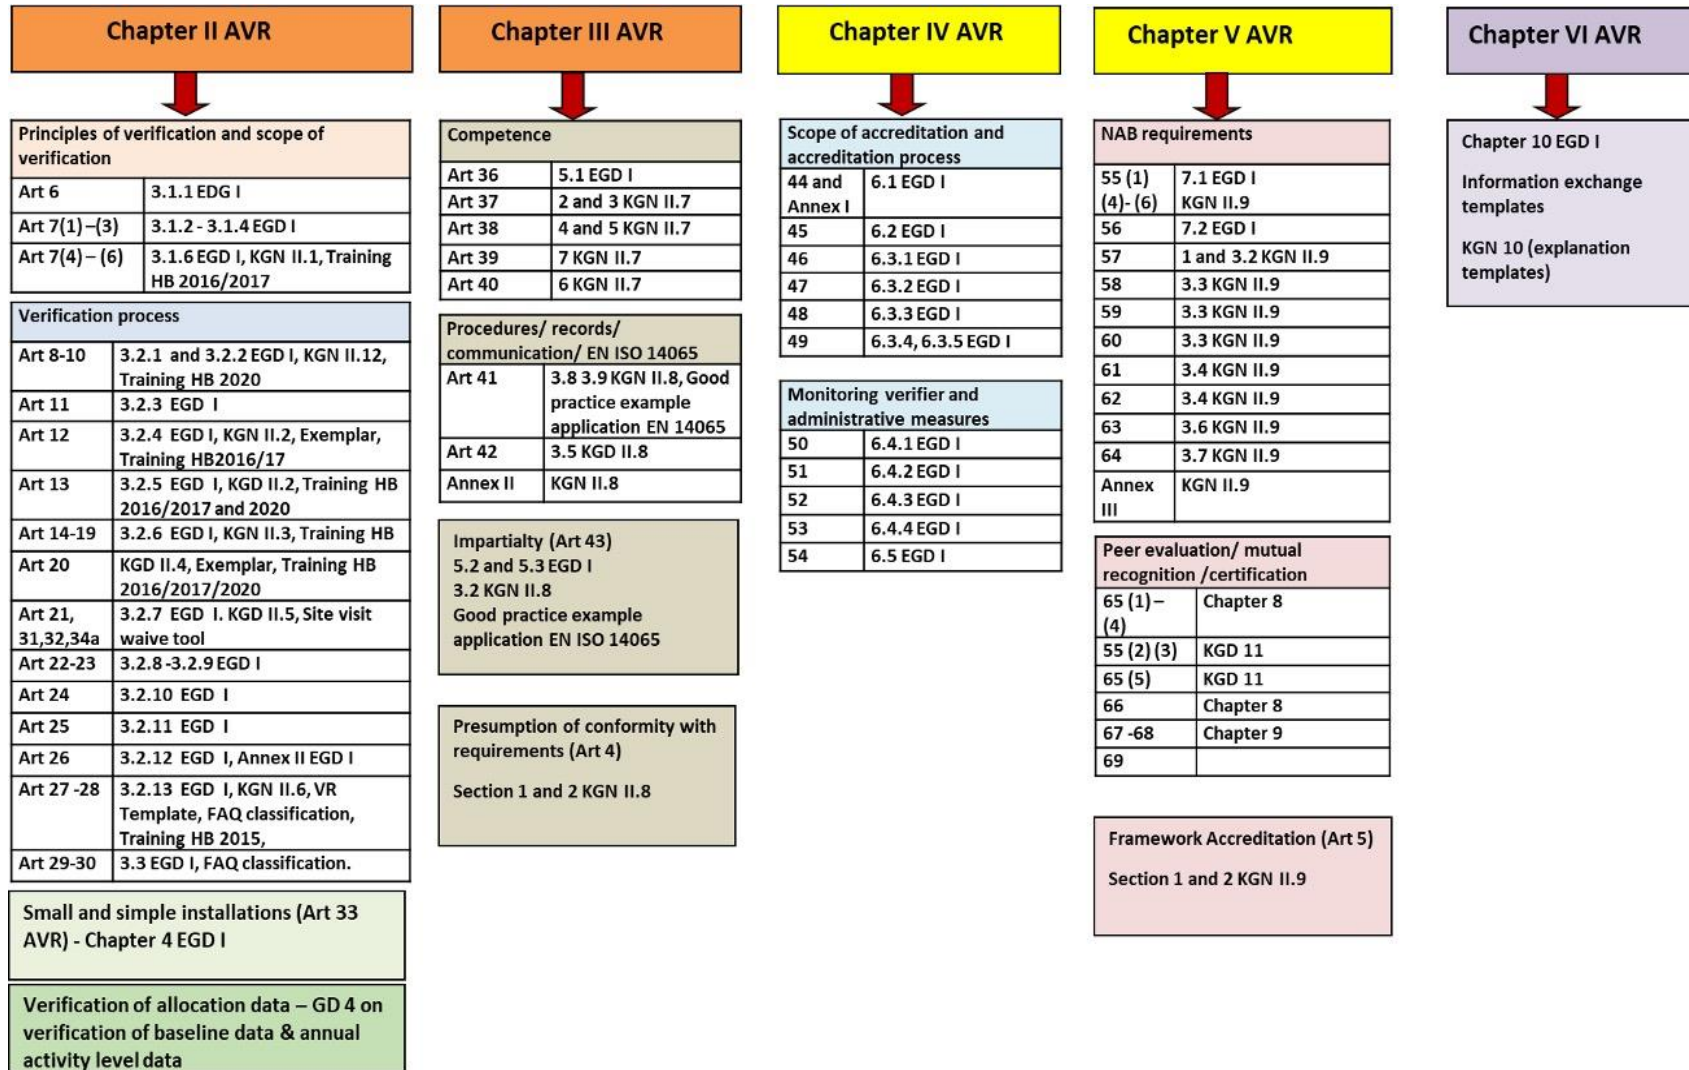 Chapter II AVR
Principles of verification and scope of
verification
Art 6 3.1.1 EDG I
Art 7(1) –(3) 3.1.2 - 3.1.4 EGD I
Art 7(4) – (6) 3.1.6 EGD I, KGN II.1, Training
HB 2016/2017
Verification process
Art 8-10 3.2.1 and 3.2.2 EGD I, KGN II.12,
Training HB 2020
Art 11 3.2.3 EGD I
Art 12 3.2.4 EGD I, KGN II.2, Exemplar,
Training HB2016/17
Art 13 3.2.5 EGD I, KGD II.2, Training HB
2016/2017 and 2020
Art 14-19 3.2.6 EGD I, KGN II.3, Training HB
Art 20 KGD II.4, Exemplar, Training HB
2016/2017/2020
Art 21, 3.2.7 EGD I. KGD II.5, Site visit
31,32,34a waive tool
Art 22-23 3.2.8 -3.2.9 EGD I
Art 24 3.2.10 EGD I
Art 25 3.2.11 EGD I
Art 26 3.2.12 EGD I, Annex II EGD I
Art 27 -28 3.2.13 EGD I, KGN II.6, VR
Template, FAQ classification,
Training HB 2015,
Art 29-30 3.3 EGD I, FAQ classification.
Small and simple installations (Art 33
AVR) - Chapter 4 EGD I
Verification of allocation data – GD 4 on
verification of baseline data & annual
activity level data
Chapter III AVR
Competence
Art 36 5.1 EGD I
Art 37 2 and 3 KGN II.7
Art 38 4 and 5 KGN II.7
Art 39 7 KGN II.7
Art 40 6 KGN II.7
Procedures/ records/
communication/ EN ISO 14065
Art 41 3.8 3.9 KGN II.8, Good
practice example
application EN 14065
Art 42 3.5 KGD II.8
Annex II KGN II.8
Impartialty (Art 43)
5.2 and 5.3 EGD I
3.2 KGN II.8
Good practice example
application EN ISO 14065
Presumption of conformity with
requirements (Art 4)
Section 1 and 2 KGN II.8
Chapter IV AVR
Scope of accreditation and
accreditation process
44 and 6.1 EGD I
Annex I
45 6.2 EGD I
46 6.3.1 EGD I
47 6.3.2 EGD I
48 6.3.3 EGD I
49 6.3.4, 6.3.5 EGD I
Monitoring verifier and
administrative measures
50 6.4.1 EGD I
51 6.4.2 EGD I
52 6.4.3 EGD I
53 6.4.4 EGD I
54 6.5 EGD I
Chapter V AVR
NAB requirements
55 (1) 7.1 EGD I
(4)- (6) KGN II.9
56 7.2 EGD I
57 1 and 3.2 KGN II.9
58 3.3 KGN II.9
59 3.3 KGN II.9
60 3.3 KGN II.9
61 3.4 KGN II.9
62 3.4 KGN II.9
63 3.6 KGN II.9
64 3.7 KGN II.9
Annex KGN II.9
III
Peer evaluation/ mutual
recognition /certification
65 (1) – Chapter 8
(4)
55 (2) (3) KGD 11
65 (5) KGD 11
66 Chapter 8
67 -68 Chapter 9
69
Framework Accreditation (Art 5)
Section 1 and 2 KGN II.9
Chapter VI AVR
Chapter 10 EGD I
Information exchange
templates
KGN 10 (explanation
templates)